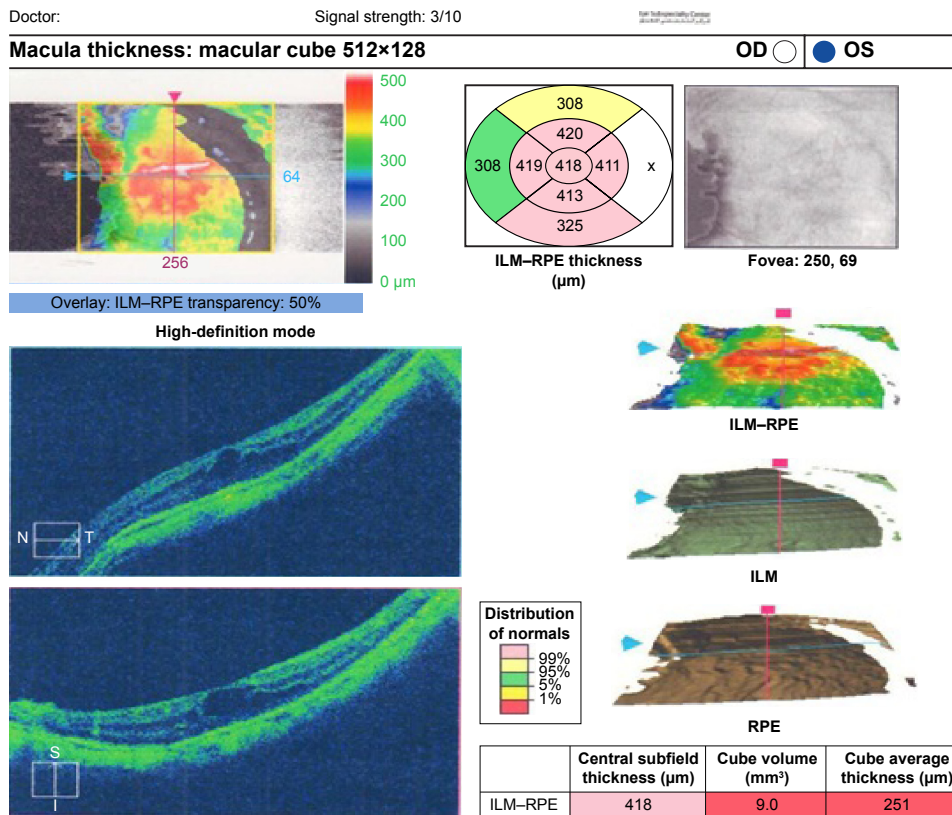 Doctor:
Signal strength: 3/10
Macula thickness: macular cube 512×128
OD
OS
500
400
300
200
100
0 µm
64
256
Overlay: ILM–RPE transparency: 50%
308
420
308
419
418
411
x
413
325
ILM–RPE thickness
(µm)
Fovea: 250, 69
High-definition mode
N
T
S
I
ILM–RPE
ILM
RPE
Distribution
of normals
99%
95%
5%
1%
Central subfield thickness (µm)
Cube volume (mm³)
Cube average thickness (µm)
ILM–RPE 418 9.0 251